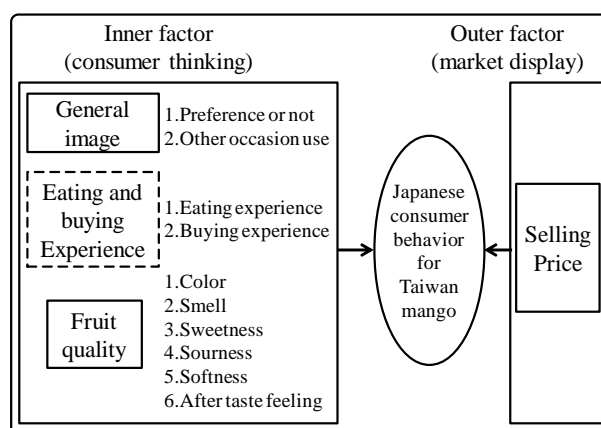 Inner factor
(consumer thinking)
Outer factor
(market display)
General
image
1.Preference or not
2.Other occasion use
Eating and
buying
Experience
1.Eating experience
2.Buying experience
Fruit
quality
1.Color
2.Smell
3.Sweetness
4.Sourness
5.Softness
6.After taste feeling
Japanese
consumer
behavior
for
Taiwan
mango
Selling
Price